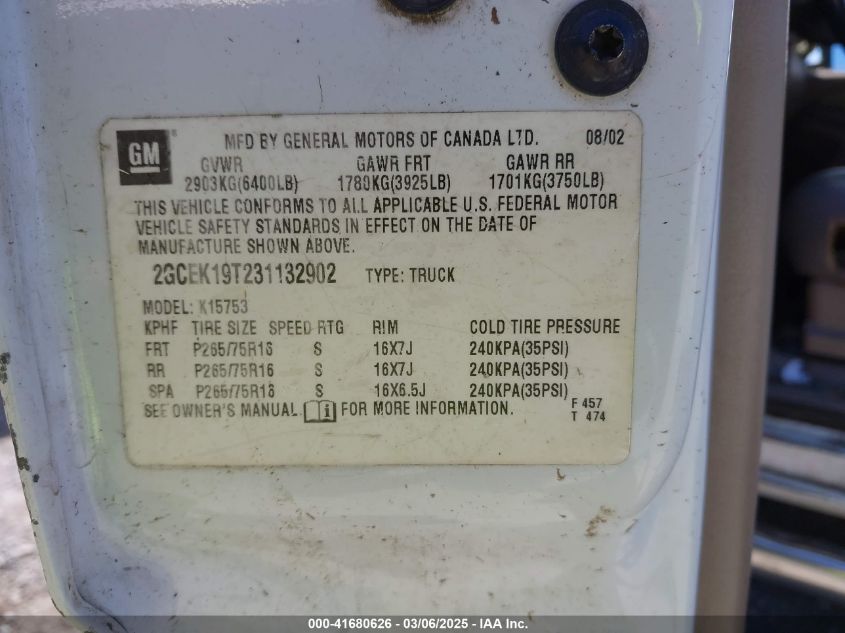 GM ® MFD BY GENERAL MOTORS OF CANADA LTD. 08/02
GVWR GAWR FRT GAWR RR
2903KG(6400LB) 1780KG(3925LB) 1701KG(3750LB)
THIS VEHICLE CONFORMS TO ALL APPLICABLE U.S. FEDERAL MOTOR
VEHICLE SAFETY STANDARDS IN EFFECT ON THE DATE OF
MANUFACTURE SHOWN ABOVE.
2GCEK19T231132902 TYPE: TRUCK
MODEL: K15753
KPHF TIRE SIZE SPEED RTG RIM COLD TIRE PRESSURE
FRT P265/75R16 S 16X7J 240KPA(35PSI)
RR P265/75R16 S 16X7J 240KPA(35PSI)
SPA P265/75R16 S 16X6.5J 240KPA(35PSI)
SEE OWNER'S MANUAL i FOR MORE INFORMATION. F 457
T 474
000-41680626 - 03/06/2025 - IAA Inc.